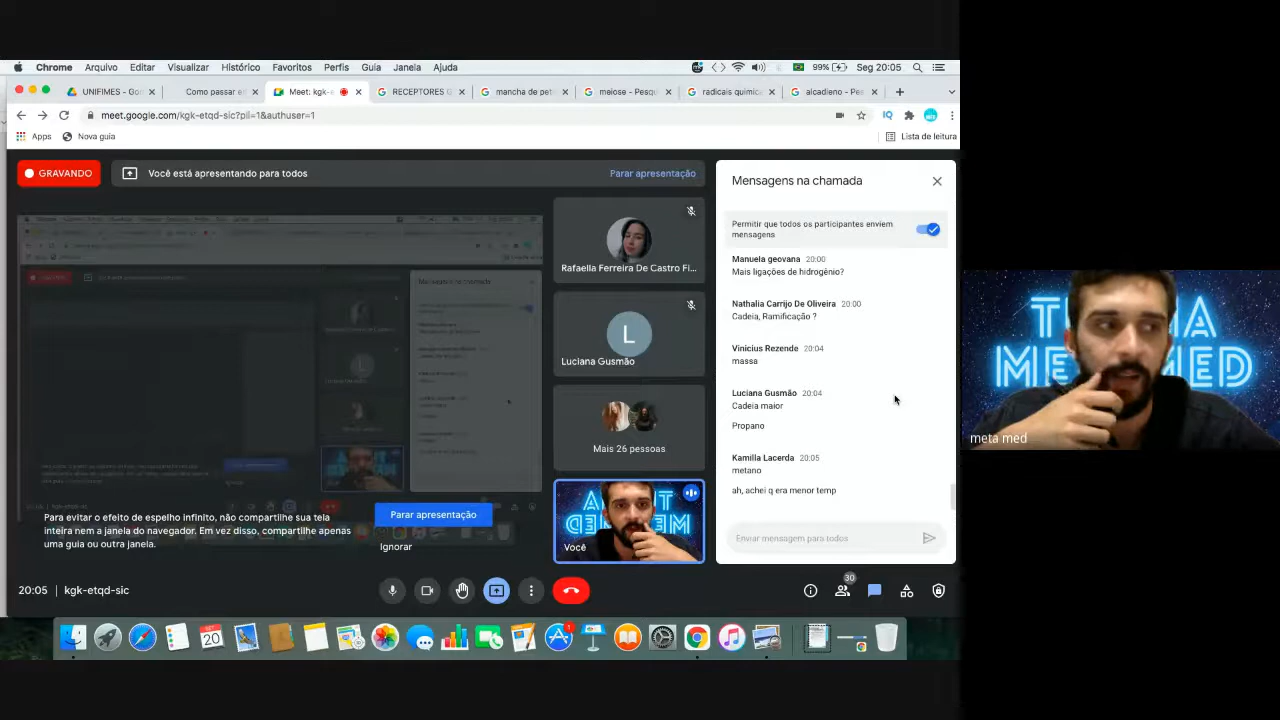 Chrome Arquivo Editar Visualizar Histórico Favoritos Perfis Guia Janela Ajuda 99% Seg 20:05
UNIFIMES - Goo Como passar e Meet: kgk-e RECEPTORES G mancha de pet meiose - Pesqu radicais químic alcadieno - Pes
meet.google.com/kgk-etqd-sic?pli=1&authuser=1
Apps Nova guia Lista de leitura
GRAVANDO Você está apresentando para todos Parar apresentação
Mensagens na chamada
Permitir que todos os participantes enviem
mensagens
Manuela geovana 20:00
Mais ligações de hidrogênio?
Nathalia Carrijo De Oliveira 20:00
Cadeia, Ramificação ?
Vinicius Rezende 20:04
massa
Luciana Gusmão 20:04
Cadeia maior
Propano
Kamilla Lacerda 20:05
metano
ah, achei q era menor temp
Enviar mensagem para todos
Rafaella Ferreira De Castro Fi...
L
Luciana Gusmão
Mais 26 pessoas
Você
Para evitar o efeito de espelho infinito, não compartilhe sua tela
inteira nem a janela do navegador. Em vez disso, compartilhe apenas
uma guia ou outra janela.
Parar apresentação
Ignorar
20:05 | kgk-etqd-sic
30
20
1
meta med